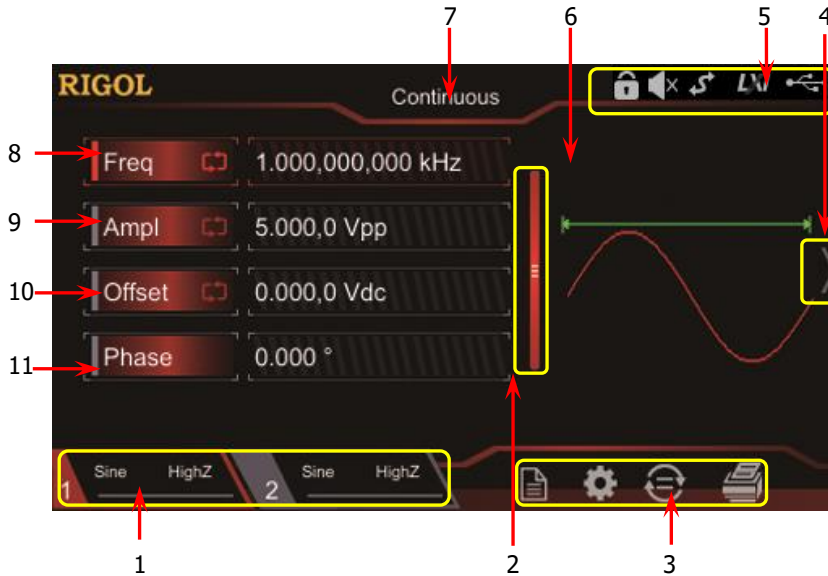 7 6 5 4
RIGOL
Continuous
LXI
8 Freq 1.000,000,000 kHz
9 Ampl 5.000,0 Vpp
10 Offset 0.000,0 Vdc
11 Phase 0.000 °
1 Sine HighZ 2 Sine HighZ
1 2 3